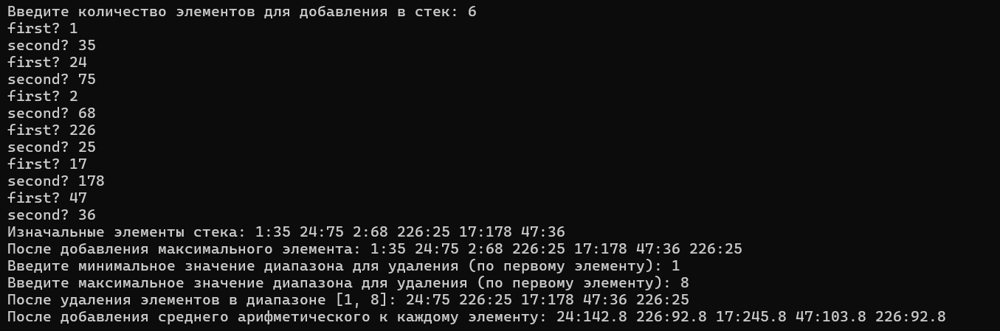 Введите количество элементов для добавления в стек: 6
first? 1
second? 35
first? 24
second? 75
first? 2
second? 68
first? 226
second? 25
first? 17
second? 178
first? 47
second? 36
Изначальные элементы стека: 1:35 24:75 2:68 226:25 17:178 47:36
После добавления максимального элемента: 1:35 24:75 2:68 226:25 17:178 47:36 226:25
Введите минимальное значение диапазона для удаления (по первому элементу): 1
Введите максимальное значение диапазона для удаления (по первому элементу): 8
После удаления элементов в диапазоне [1, 8]: 24:75 226:25 17:178 47:36 226:25
После добавления среднего арифметического к каждому элементу: 24:142.8 226:92.8 17:245.8 47:103.8 226:92.8